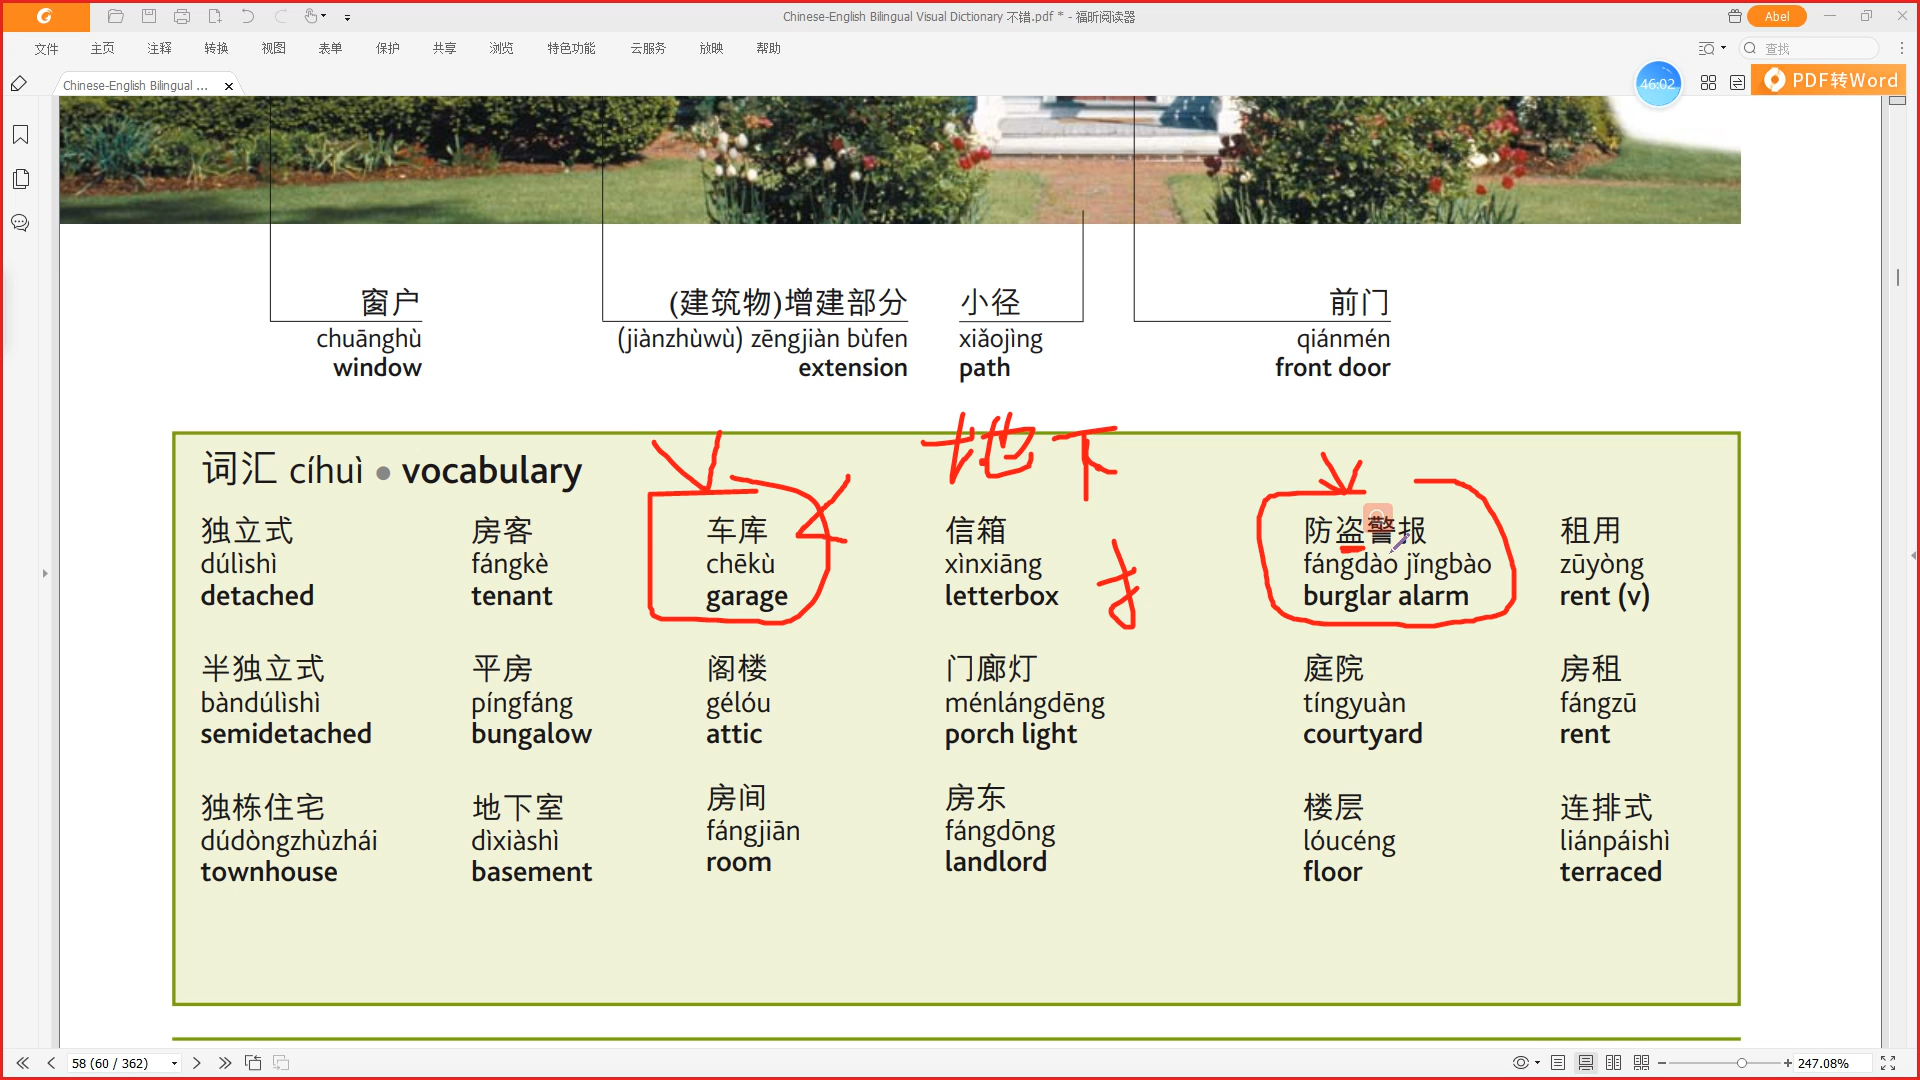 Chinese-English Bilingual Visual Dictionary 不错.pdf * - 福昕阅读器
Abel
文件 主页 注释 转换 视图 表单 保护 共享 浏览 特色功能 云服务 放映 帮助
查找
Chinese-English Bilingual ...
46:02
PDF转Word
窗户
chuānghù
window
(建筑物)增建部分
(jiànzhùwù) zēngjiàn bùfen
extension
小径
xiǎojìng
path
前门
qiánmén
front door
地下
词汇 cíhuì • vocabulary
独立式
dúlìshì
detached
房客
fángkè
tenant
车库
chēkù
garage
信箱
xìnxiāng
letterbox
防盗警报
fángdào jǐngbào
burglar alarm
租用
zūyòng
rent (v)
半独立式
bàndúlìshì
semidetached
平房
píngfáng
bungalow
阁楼
gélóu
attic
门廊灯
ménlángdēng
porch light
庭院
tíngyuàn
courtyard
房租
fángzū
rent
独栋住宅
dúdòngzhùzhái
townhouse
地下室
dìxiàshì
basement
房间
fángjiān
room
房东
fángdōng
landlord
楼层
lóucéng
floor
连排式
liánpáishì
terraced
58 (60 / 362)
247.08%